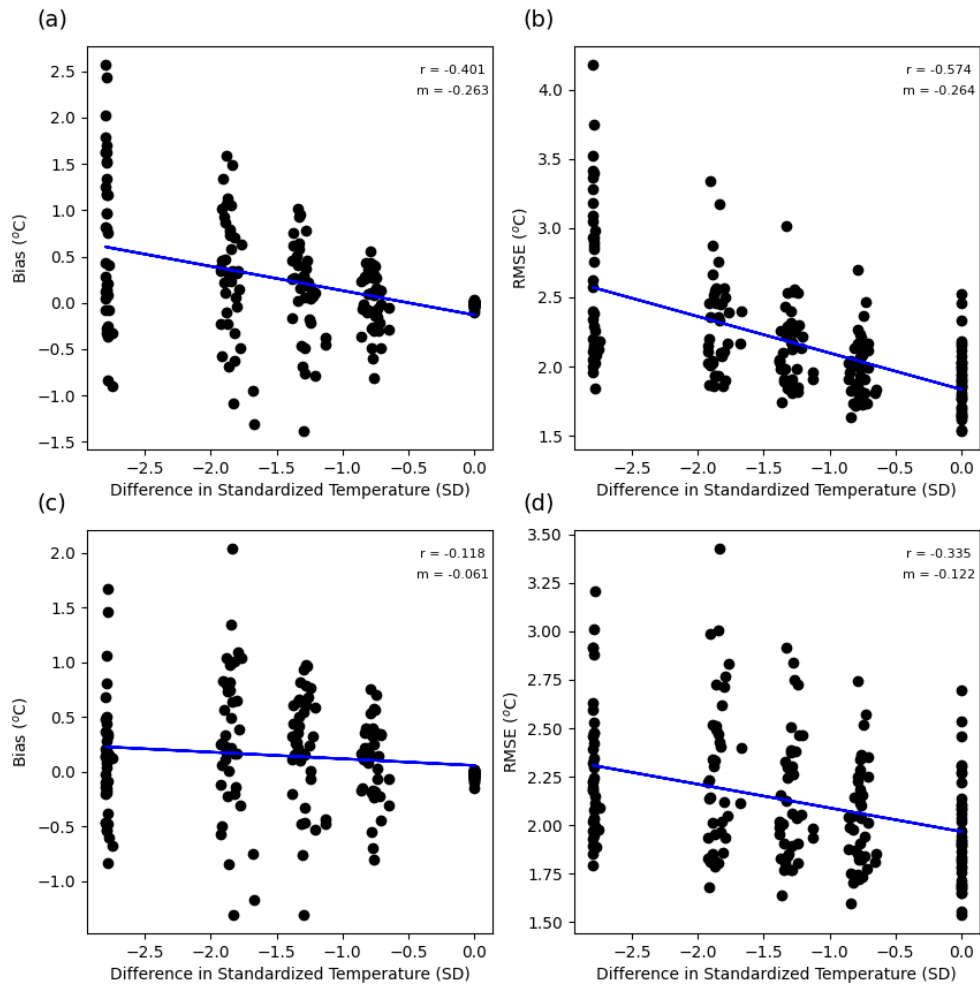 (a)
(b)
r = -0.401
m = -0.263
r = -0.574
m = -0.264
2.5
2.0
1.5
1.0
0.5
0.0
−0.5
−1.0
−1.5
Bias (°C)
4.0
3.5
3.0
2.5
2.0
1.5
RMSE (°C)
−2.5 −2.0 −1.5 −1.0 −0.5 0.0
Difference in Standardized Temperature (SD)
−2.5 −2.0 −1.5 −1.0 −0.5 0.0
Difference in Standardized Temperature (SD)
(c)
(d)
r = -0.118
m = -0.061
r = -0.335
m = -0.122
2.0
1.5
1.0
0.5
0.0
−0.5
−1.0
Bias (°C)
3.50
3.25
3.00
2.75
2.50
2.25
2.00
1.75
1.50
RMSE (°C)
−2.5 −2.0 −1.5 −1.0 −0.5 0.0
Difference in Standardized Temperature (SD)
−2.5 −2.0 −1.5 −1.0 −0.5 0.0
Difference in Standardized Temperature (SD)